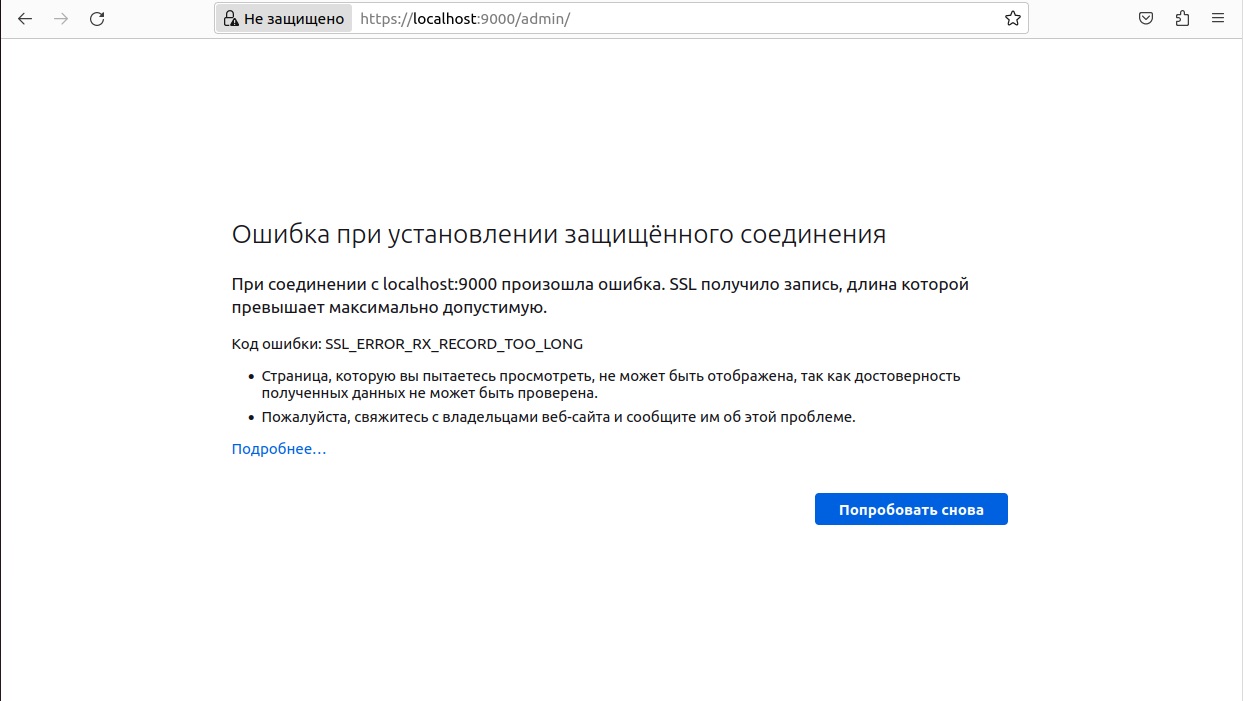 Не защищено https://localhost:9000/admin/
Ошибка при установлении защищённого соединения
При соединении с localhost:9000 произошла ошибка. SSL получило запись, длина которой
превышает максимально допустимую.
Код ошибки: SSL_ERROR_RX_RECORD_TOO_LONG
• Страница, которую вы пытаетесь просмотреть, не может быть отображена, так как достоверность
полученных данных не может быть проверена.
• Пожалуйста, свяжитесь с владельцами веб-сайта и сообщите им об этой проблеме.
Подробнее…
Попробовать снова